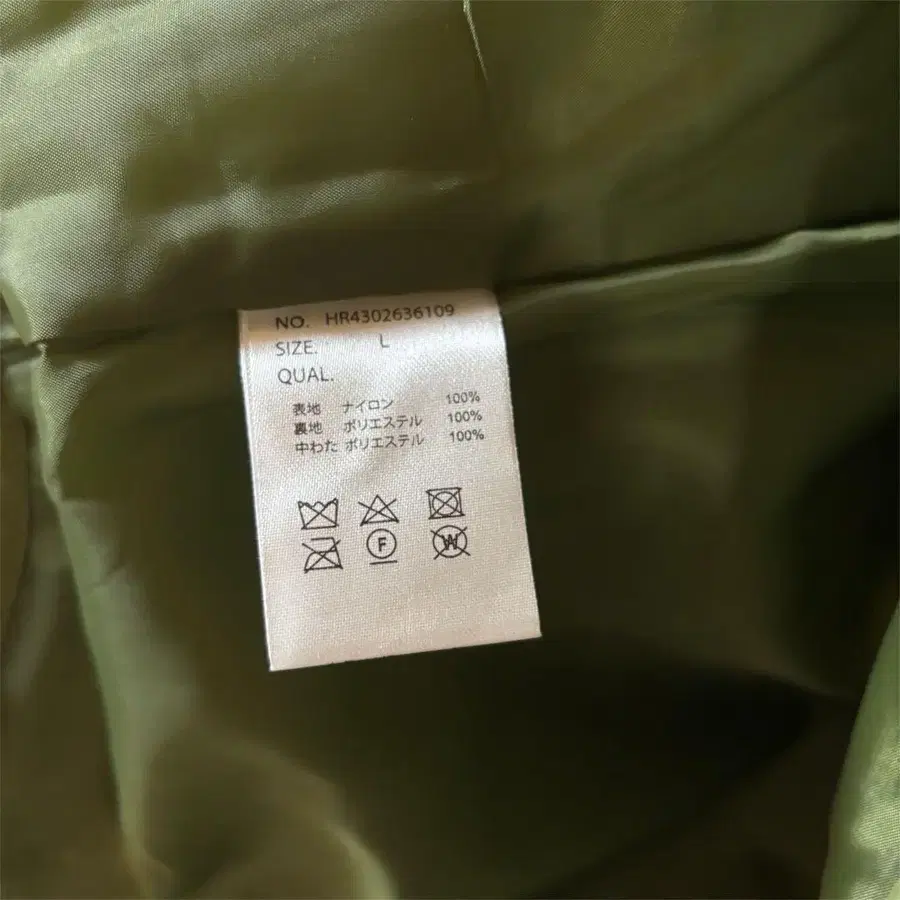 NO. HR4302636109
SIZE. L
QUAL.
表地 ナイロン 100%
裏地 ポリエステル 100%
中わた ポリエステル 100%
F
W